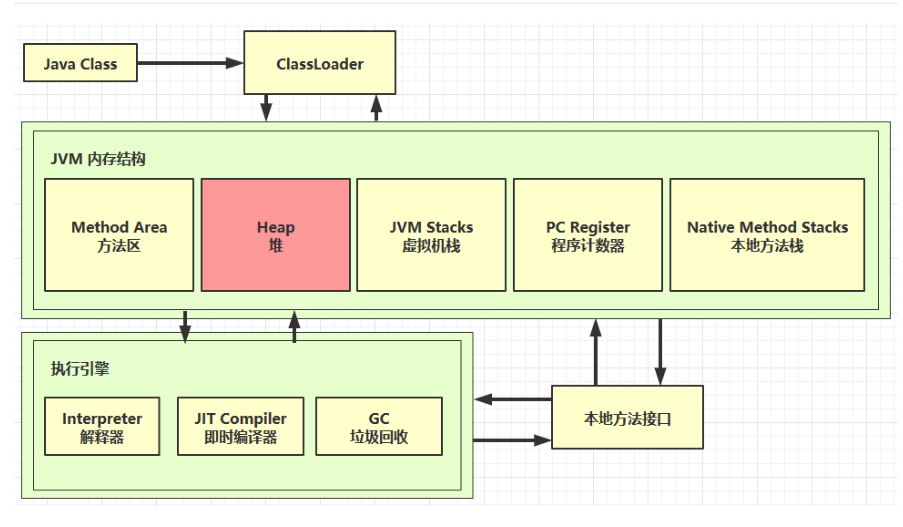 Java Class
ClassLoader
JVM 内存结构
Method Area
方法区
Heap
堆
JVM Stacks
虚拟机栈
PC Register
程序计数器
Native Method Stacks
本地方法栈
执行引擎
Interpreter
解释器
JIT Compiler
即时编译器
GC
垃圾回收
本地方法接口